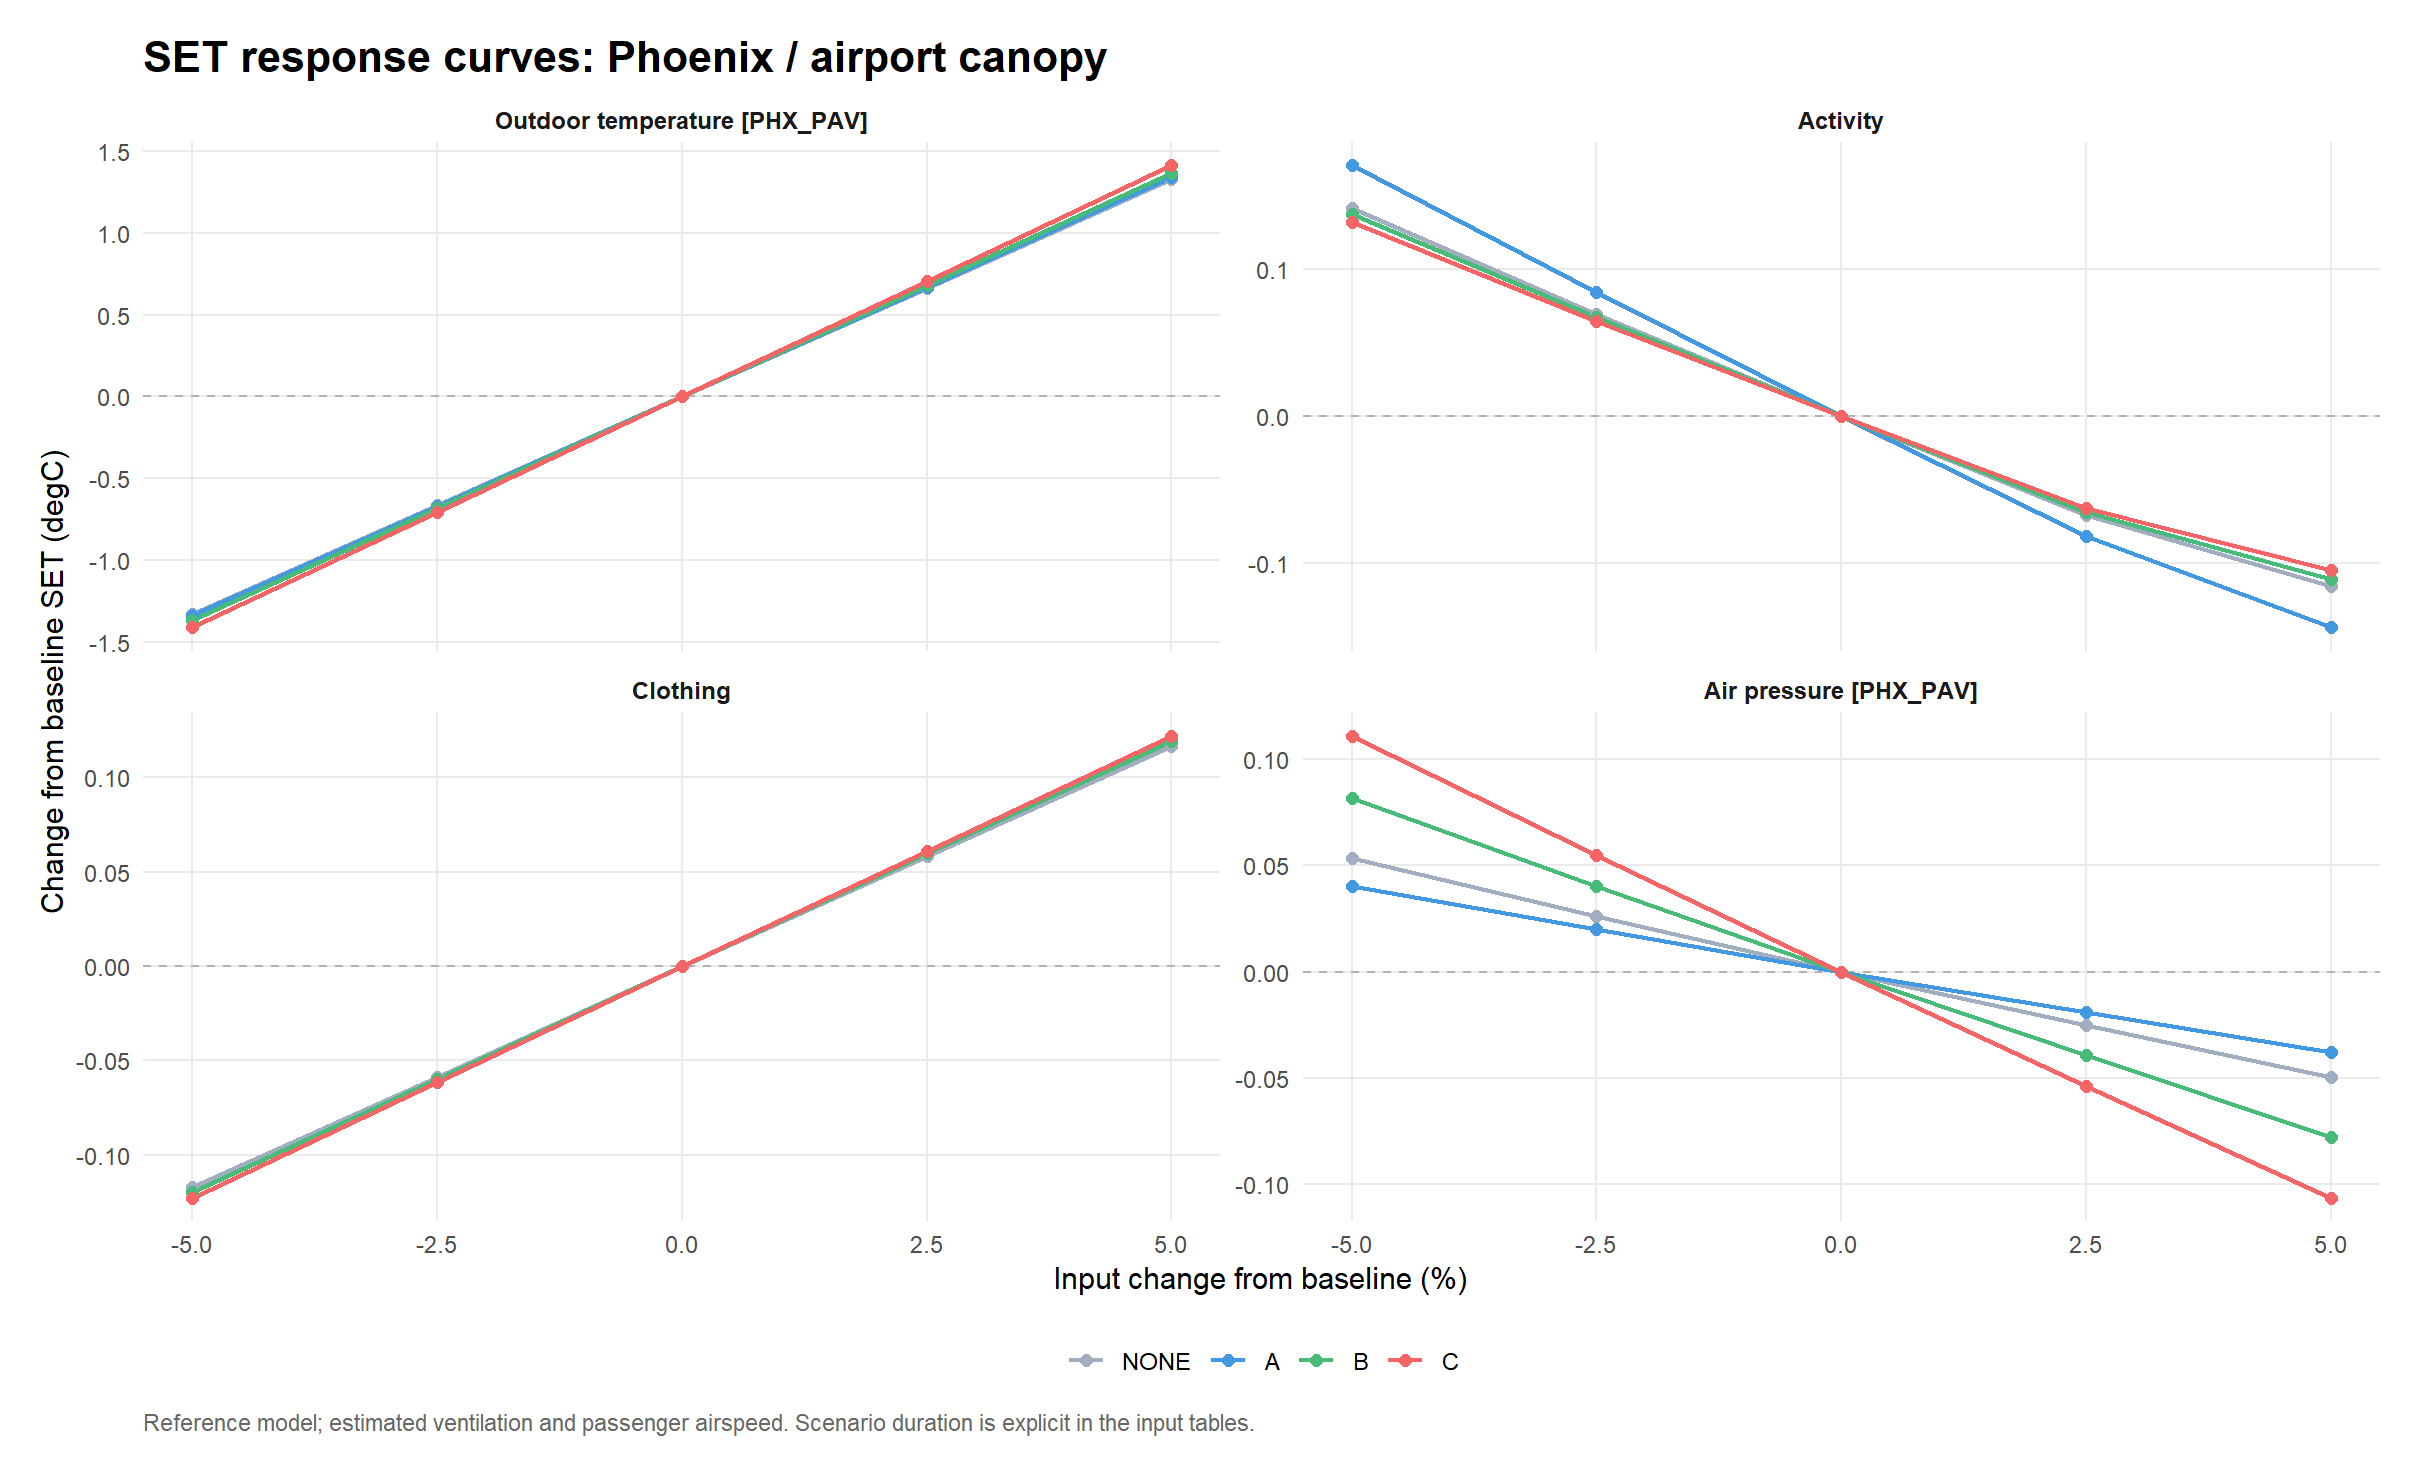 SET response curves: Phoenix / airport canopy
Outdoor temperature [PHX_PAV]
Activity
1.5
1.0
0.5
0.0
-0.5
-1.0
-1.5
0.1
0.0
-0.1
Change from baseline SET (degC)
Clothing
Air pressure [PHX_PAV]
0.10
0.05
0.00
-0.05
-0.10
0.10
0.05
0.00
-0.05
-0.10
-5.0 -2.5 0.0 2.5 5.0
-5.0 -2.5 0.0 2.5 5.0
Input change from baseline (%)
NONE A B C
Reference model; estimated ventilation and passenger airspeed. Scenario duration is explicit in the input tables.